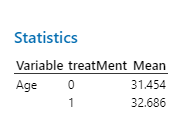 Statistics
Variable treatMent Mean
Age 0 31.454
1 32.686